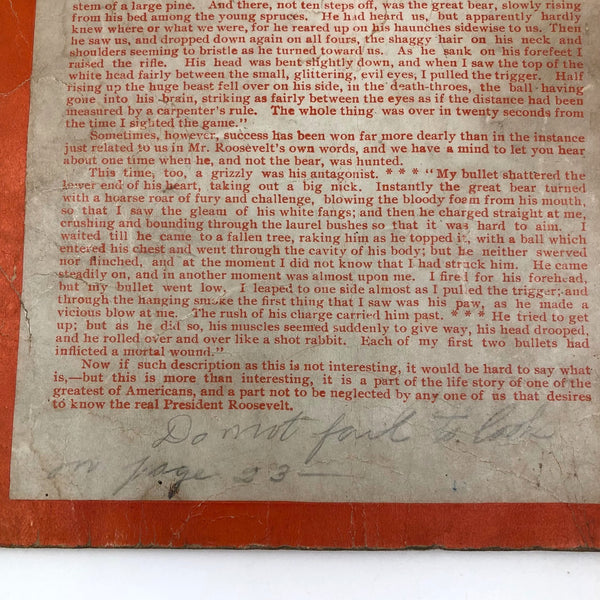 stem of a large pine. And there, not ten steps off, was the great bear, slowly rising
from his bed among the young spruces. He had heard us, but apparently hardly
knew where or what we were, for he reared up on his haunches sidewise to us. Then
he saw us, and dropped down again on all fours, the shaggy hair on his neck and
shoulders seeming to bristle as he turned toward us. As he sank on his forefeet I
raised the rifle. His head was bent slightly down, and when I saw the top of the
white head fairly between the small, glittering, evil eyes, I pulled the trigger. Half
rising up the huge beast fell over on his side, in the death-throes, the ball having
gone into his brain, striking as fairly between the eyes as if the distance had been
measured by a carpenter's rule. The whole thing was over in twenty seconds from
the time I sighted the game."
Sometimes, however, success has been won far more dearly than in the instance
just related to us in Mr. Roosevelt's own words, and we have a mind to let you hear
about one time when he, and not the bear, was hunted.
This time, too, a grizzly was his antagonist. * * * "My bullet shattered the
lower end of his heart, taking out a big nick. Instantly the great bear turned
with a hoarse roar of fury and challenge, blowing the bloody foam from his mouth,
so that I saw the gleam of his white fangs; and then he charged straight at me,
crushing and bounding through the laurel bushes so that it was hard to aim. I
waited till he came to a fallen tree, raking him as he topped it, with a ball which
entered his chest and went through the cavity of his body; but he neither swerved
nor flinched, and at the moment I did not know that I had struck him. He came
steadily on, and in another moment was almost upon me. I fired for his forehead,
but my bullet went low, I leaped to one side almost as I pulled the trigger; and
through the hanging smoke the first thing that I saw was his paw, as he made a
vicious blow at me. The rush of his charge carried him past. * * * He tried to get
up; but as he did so, his muscles seemed suddenly to give way, his head drooped,
and he rolled over and over like a shot rabbit. Each of my first two bullets had
inflicted a mortal wound."
Now if such description as this is not interesting, it would be hard to say what
is,—but this is more than interesting, it is a part of the life story of one of the
greatest of Americans, and a part not to be neglected by any one of us that desires
to know the real President Roosevelt.
Do not fail to look
on page 23—